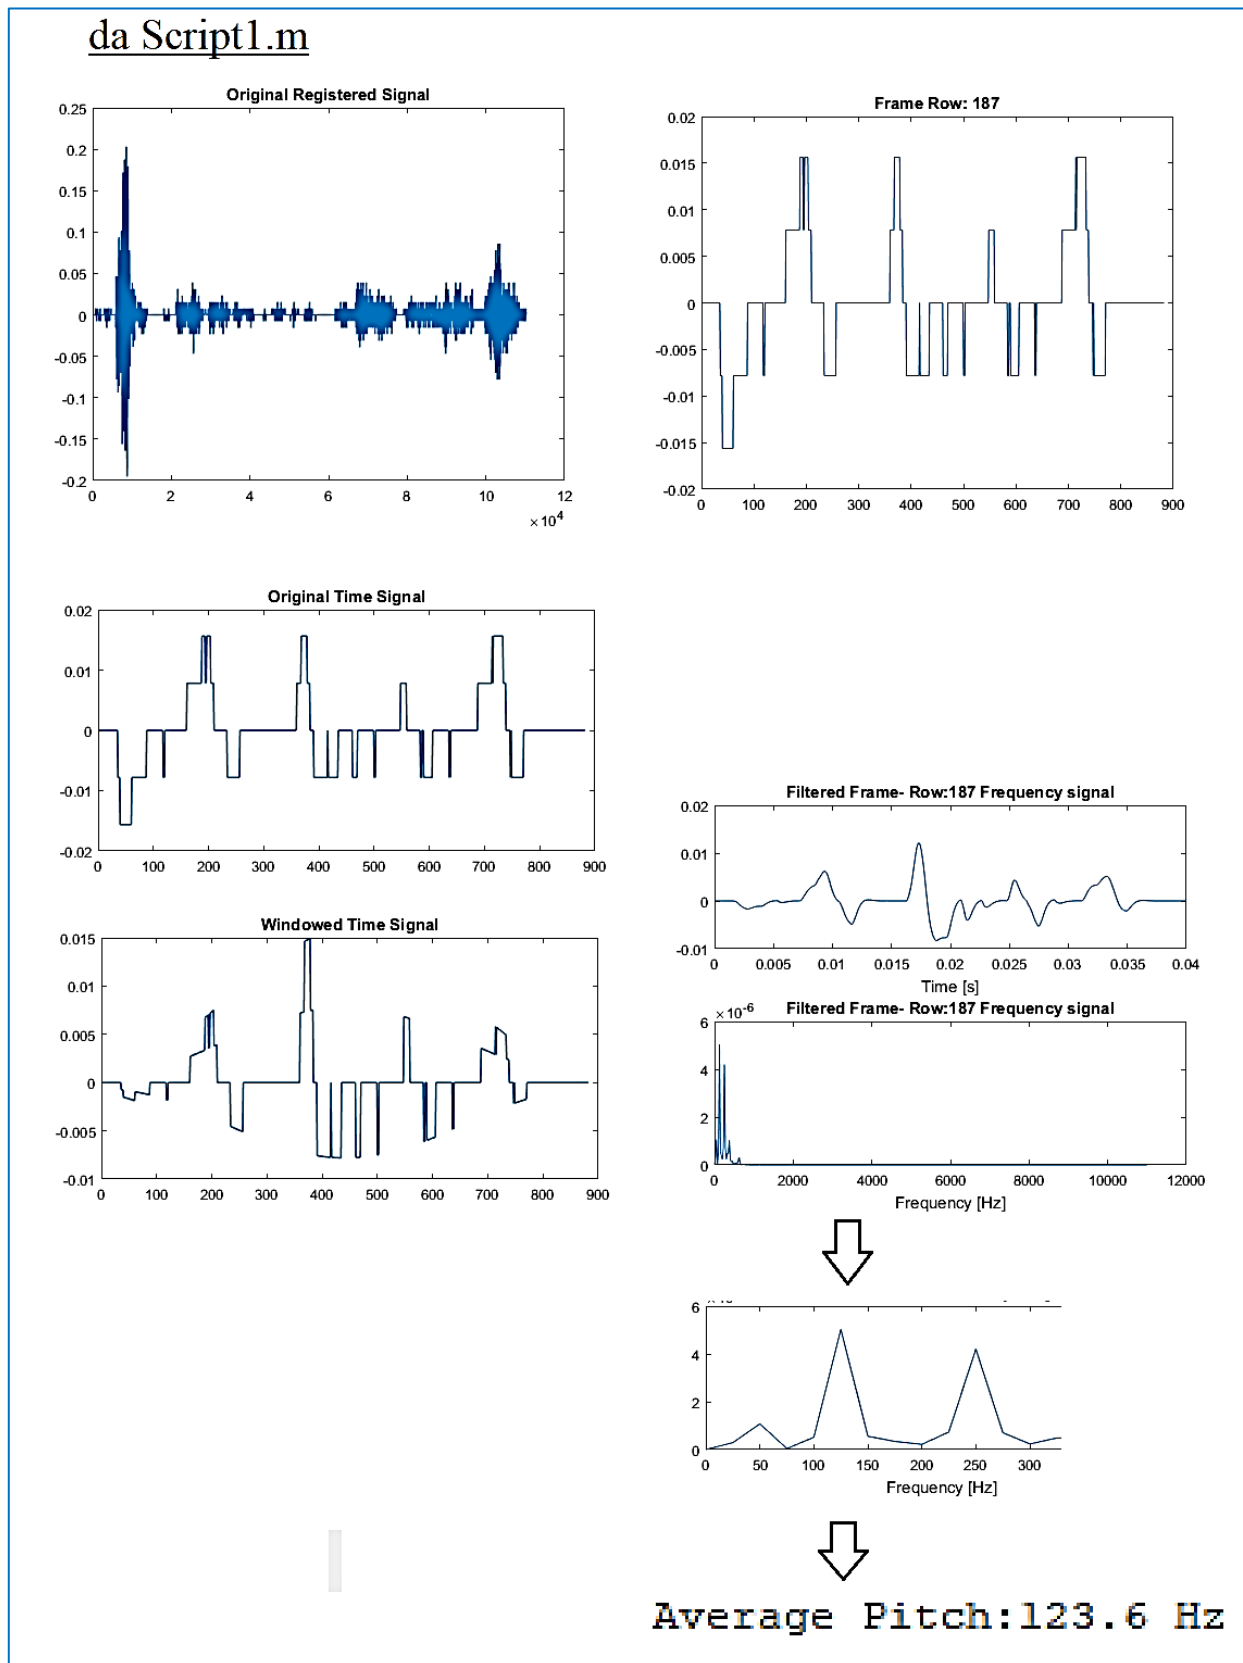 da Script1.m
Original Registered Signal
0.25
0.2
0.15
0.1
0.05
0
-0.05
-0.1
-0.15
-0.2
0 2 4 6 8 10 12
×10^4
Frame Row: 187
0.02
0.015
0.01
0.005
0
-0.005
-0.01
-0.015
-0.02
0 100 200 300 400 500 600 700 800 900
Original Time Signal
0.02
0.01
0
-0.01
-0.02
0 100 200 300 400 500 600 700 800 900
Windowed Time Signal
0.015
0.01
0.005
0
-0.005
-0.01
0 100 200 300 400 500 600 700 800 900
Filtered Frame- Row:187 Frequency signal
0.02
0.01
0
-0.01
0 0.005 0.01 0.015 0.02 0.025 0.03 0.035 0.04
Time [s]
Filtered Frame- Row:187 Frequency signal
×10^-6
6
4
2
0
0 2000 4000 6000 8000 10000 12000
Frequency [Hz]
6
4
2
0
0 50 100 150 200 250 300
Frequency [Hz]
Average Pitch:123.6 Hz